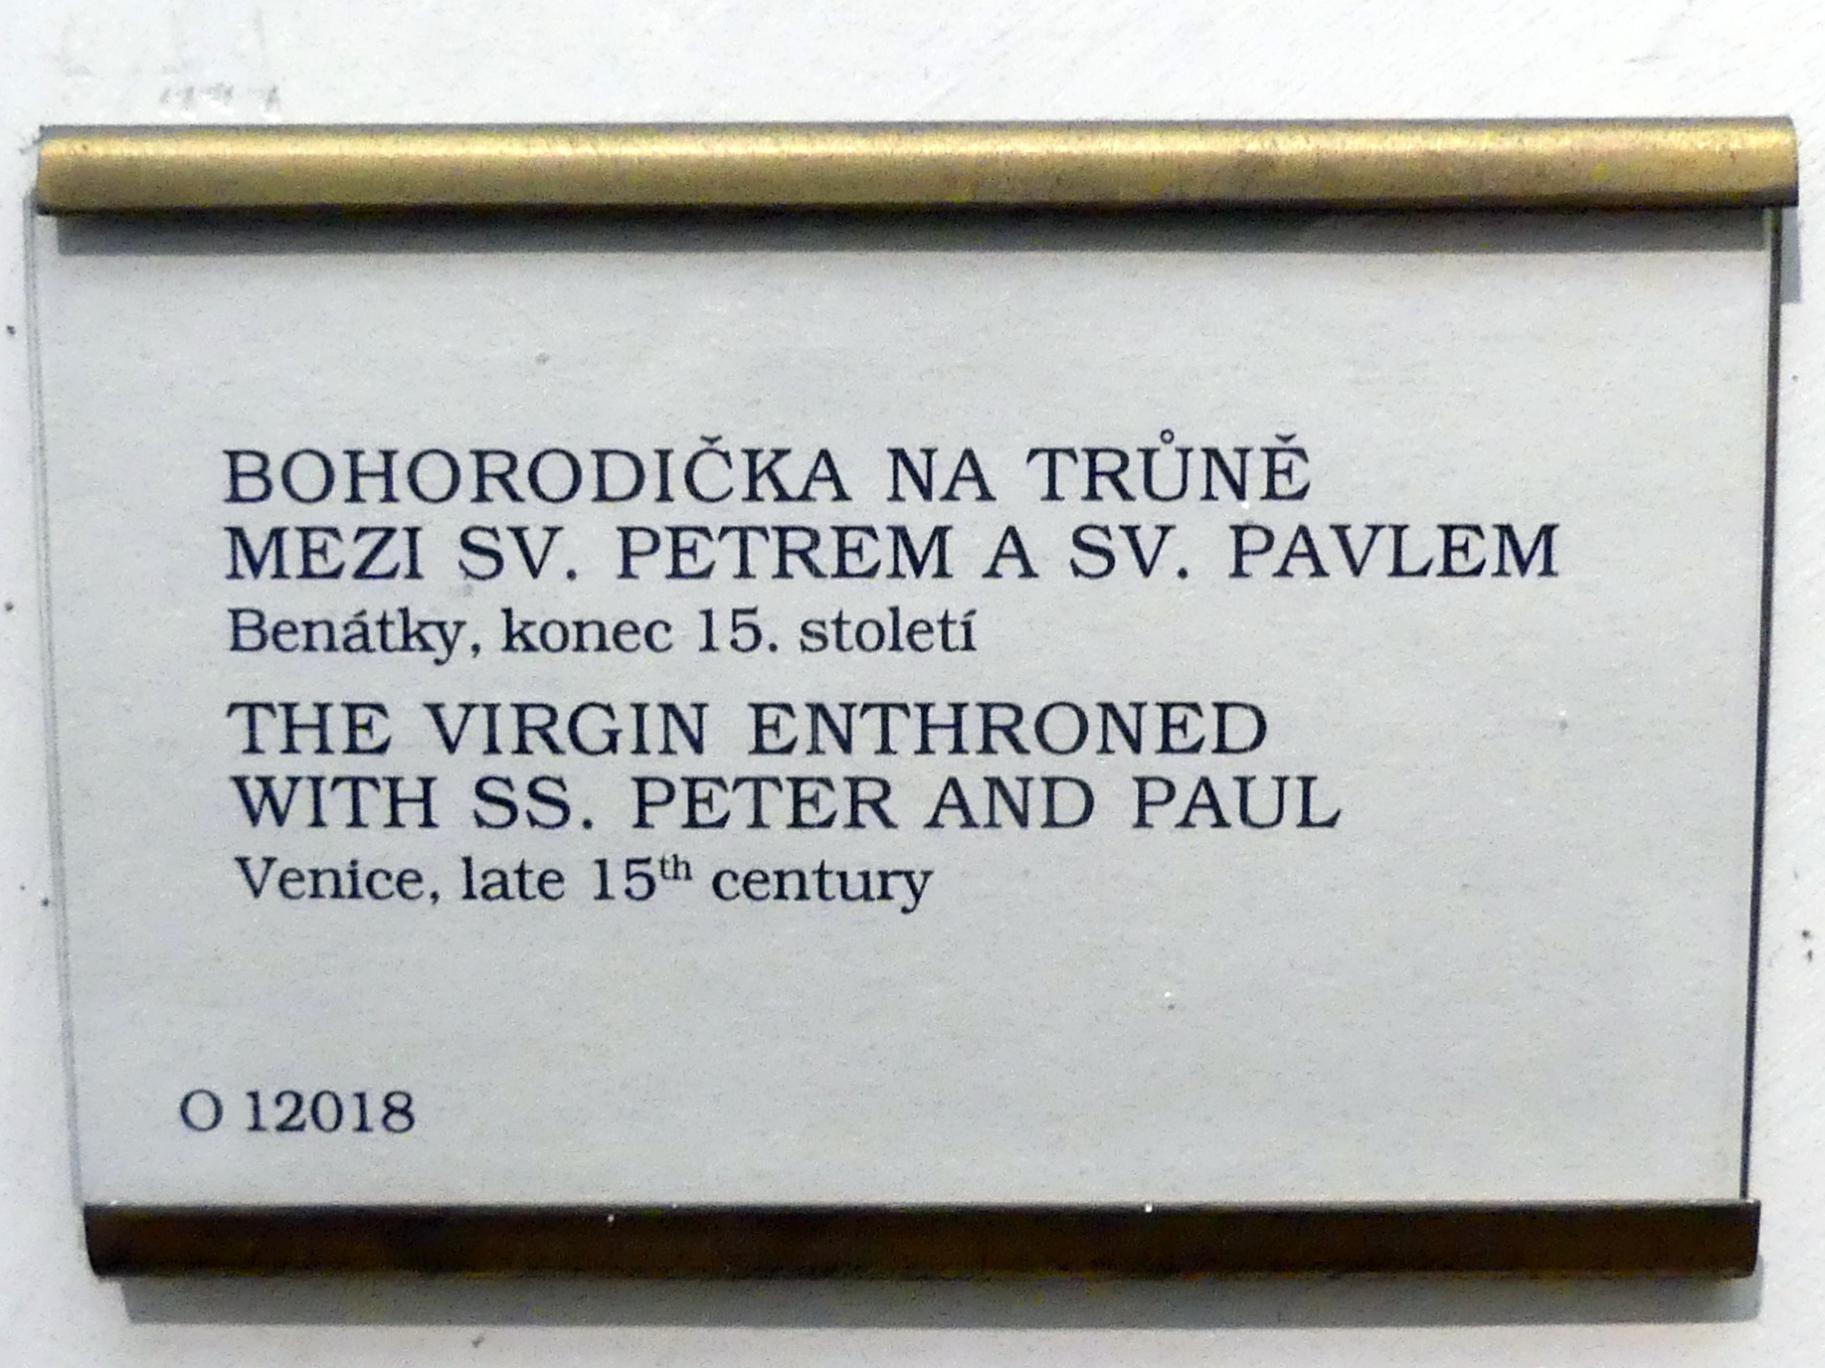 BOHORODIČKA NA TRŮNĚ
MEZI SV. PETREM A SV. PAVLEM
Benátky, konec 15. století
THE VIRGIN ENTHRONED
WITH SS. PETER AND PAUL
Venice, late 15th century
O 12018